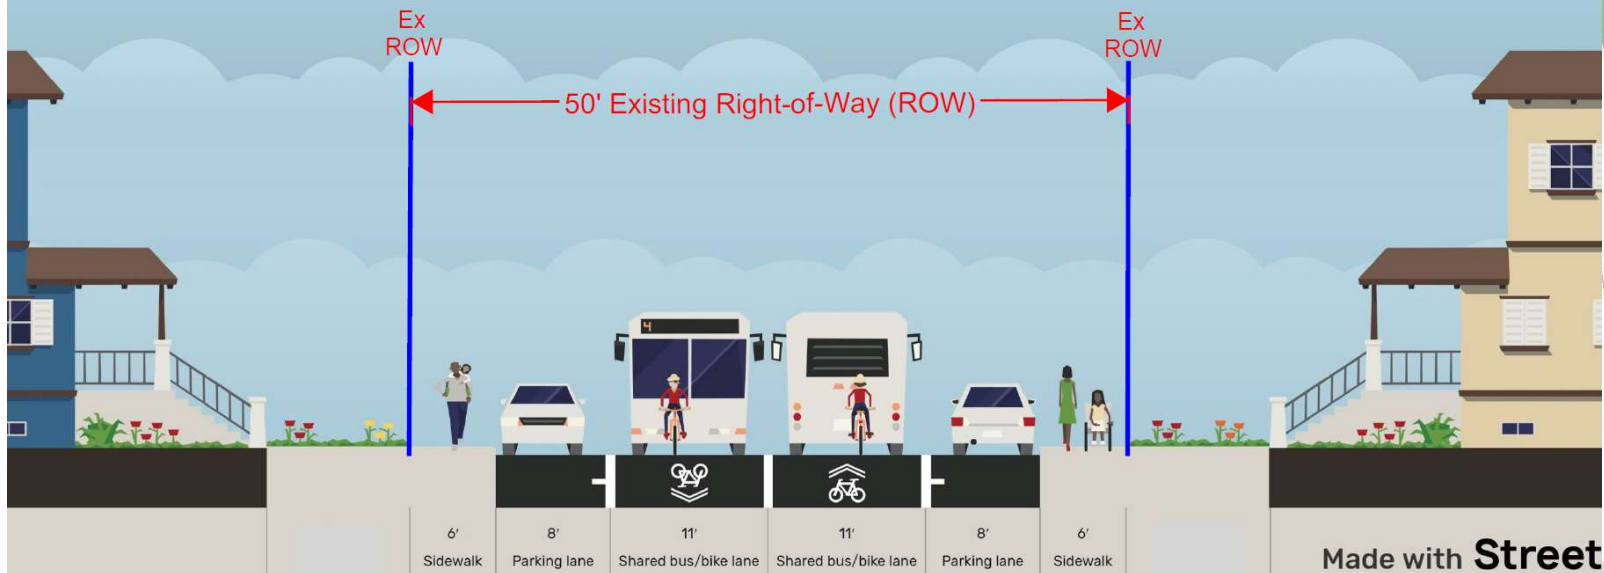 Ex
ROW
Ex
ROW
50' Existing Right-of-Way (ROW)
4
6'
8'
11'
11'
8'
6'
Sidewalk
Parking lane
Shared bus/bike lane
Shared bus/bike lane
Parking lane
Sidewalk
Made with Street